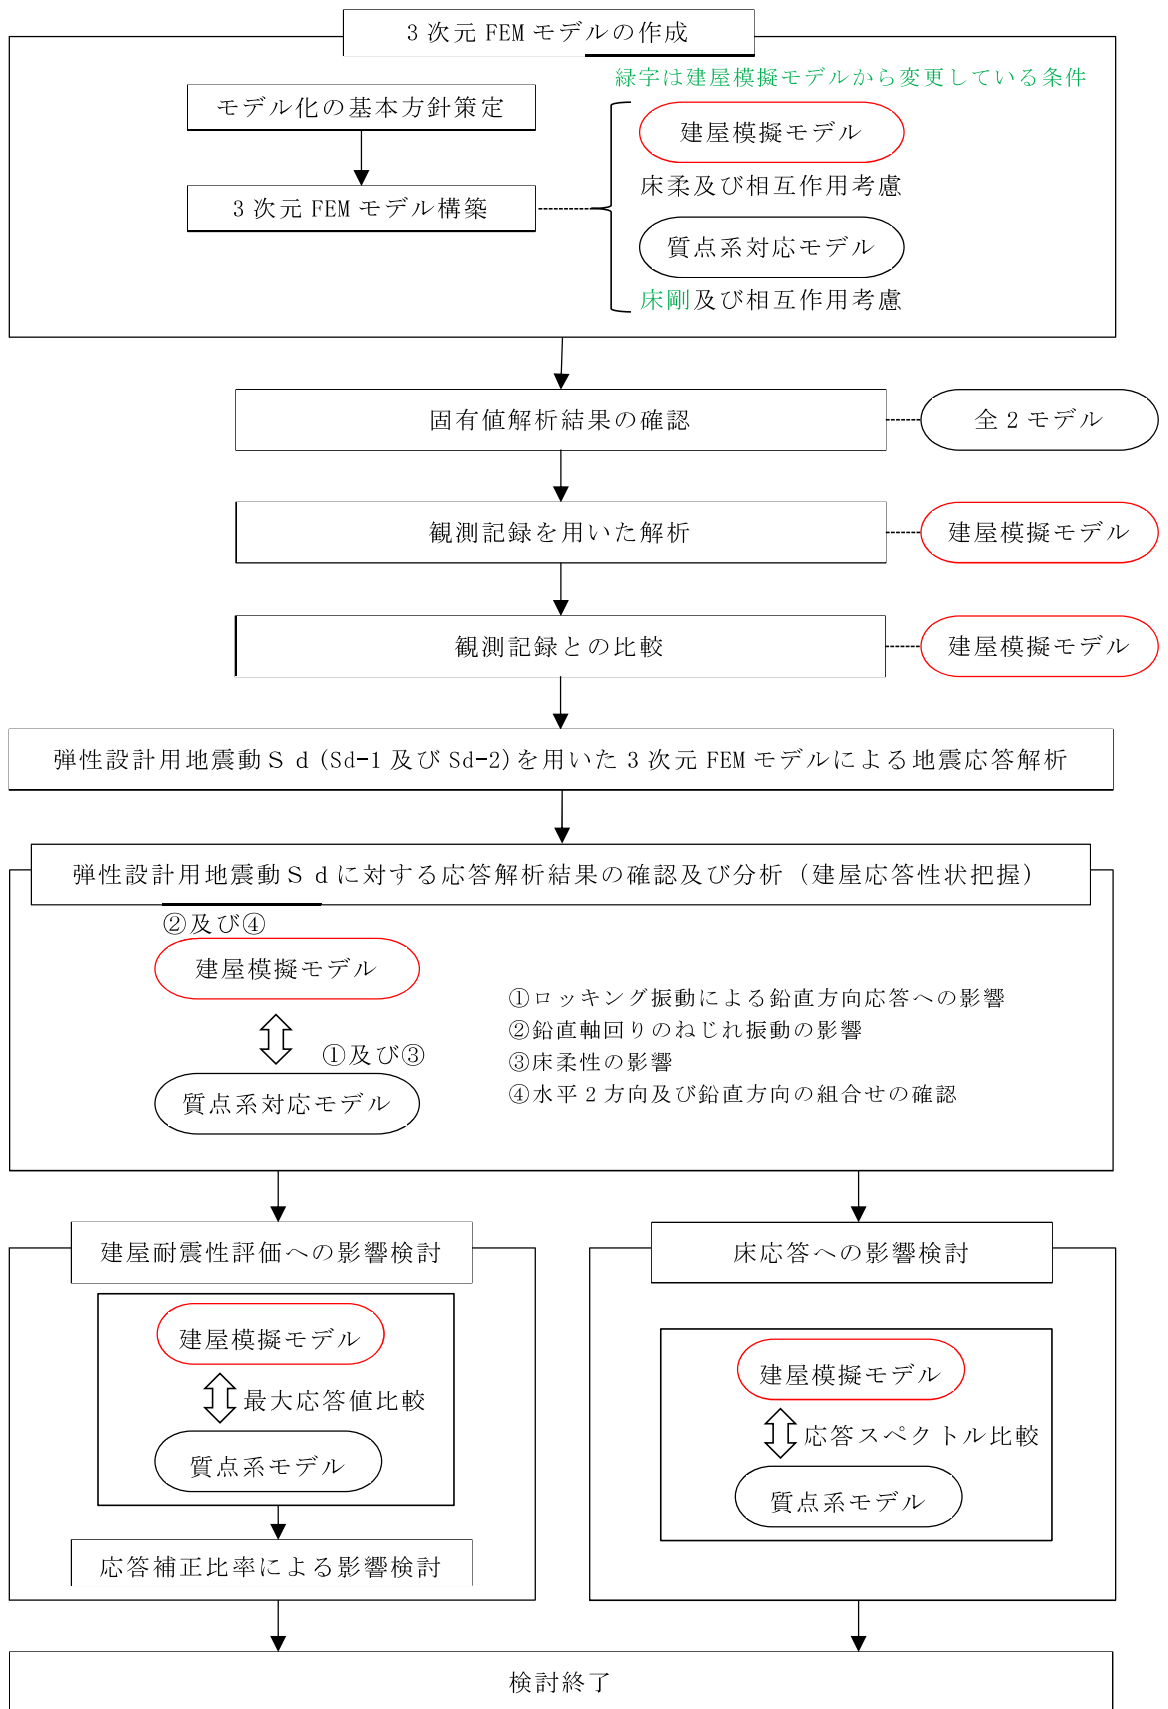 3次元FEMモデルの作成
緑字は建屋模擬モデルから変更している条件
モデル化の基本方針策定
3次元FEMモデル構築
建屋模擬モデル
床柔及び相互作用考慮
質点系対応モデル
床剛及び相互作用考慮
固有値解析結果の確認
全2モデル
観測記録を用いた解析
建屋模擬モデル
観測記録との比較
建屋模擬モデル
弾性設計用地震動Ｓｄ(Sd-1及びSd-2)を用いた3次元FEMモデルによる地震応答解析
弾性設計用地震動Ｓｄに対する応答解析結果の確認及び分析（建屋応答性状把握）
②及び④
建屋模擬モデル
①及び③
質点系対応モデル
①ロッキング振動による鉛直方向応答への影響
②鉛直軸回りのねじれ振動の影響
③床柔性の影響
④水平2方向及び鉛直方向の組合せの確認
建屋耐震性評価への影響検討
建屋模擬モデル
最大応答値比較
質点系モデル
応答補正比率による影響検討
床応答への影響検討
建屋模擬モデル
応答スペクトル比較
質点系モデル
検討終了